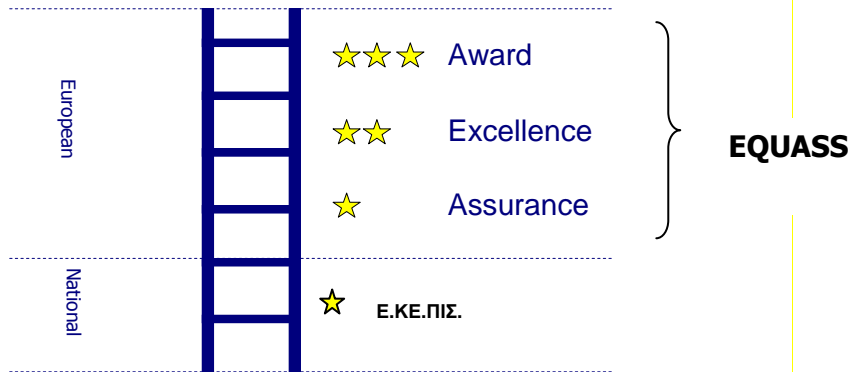 European
Award
Excellence
Assurance
EQUASS
National
Ε.ΚΕ.ΠΙΣ.